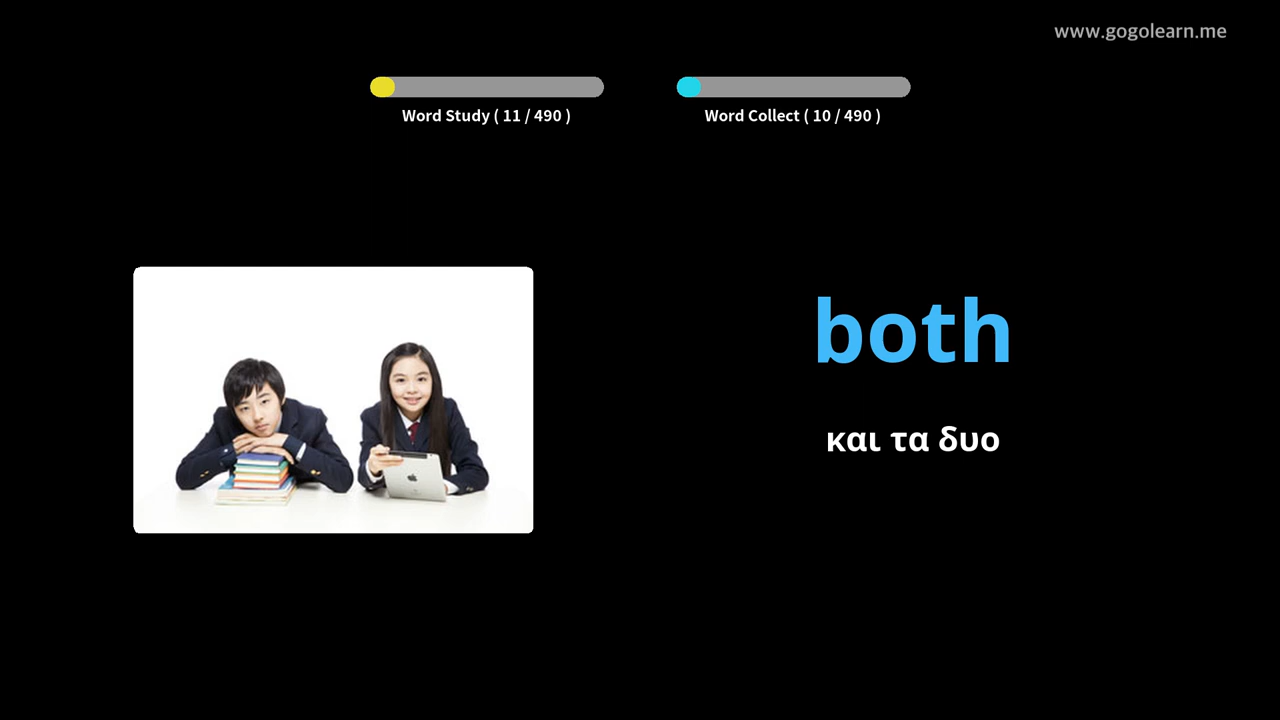 www.gogolearn.me
Word Study ( 11 / 490 )
Word Collect ( 10 / 490 )
both
και τα δυο